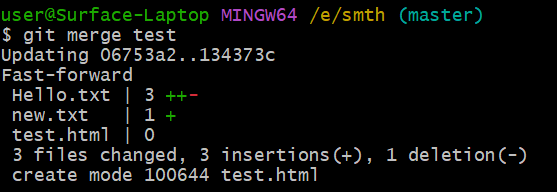 user@Surface-Laptop MINGW64 /e/smth (master)
$ git merge test
Updating 06753a2..134373c
Fast-forward
 Hello.txt | 3 ++-
 new.txt   | 1 +
 test.html | 0
 3 files changed, 3 insertions(+), 1 deletion(-)
 create mode 100644 test.html